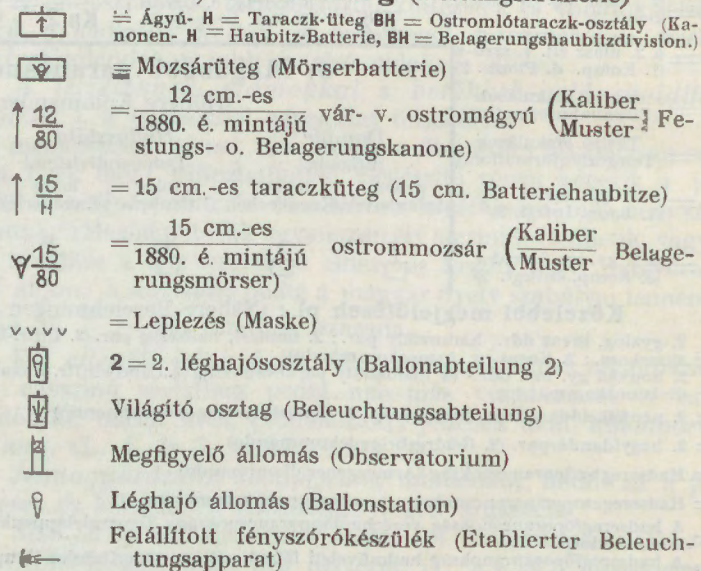 = Ágyú- H = Taraczk-üteg BH = Ostromlótaraczk-osztály (Ka-
nonen- H = Haubitz-Batterie, BH = Belagerungshaubitzdivision.)
= Mozsárüteg (Mörserbatterie)
12/80 = 12 cm.-es / 1880. é. mintájú vár- v. ostromágyú (Kaliber / Muster Fe-
stungs- o. Belagerungskanone)
15/H = 15 cm.-es taraczküteg (15 cm. Batteriehaubitze)
15/80 = 15 cm.-es / 1880. é. mintájú ostrommozsár (Kaliber / Muster Belage-
rungsmörser)
= Leplezés (Maske)
2 = 2. léghajósosztály (Ballonabteilung 2)
Világító osztag (Beleuchtungsabteilung)
Megfigyelő állomás (Observatorium)
Léghajó állomás (Ballonstation)
Felállított fényszórókészülék (Etablierter Beleuch-
tungsapparat)